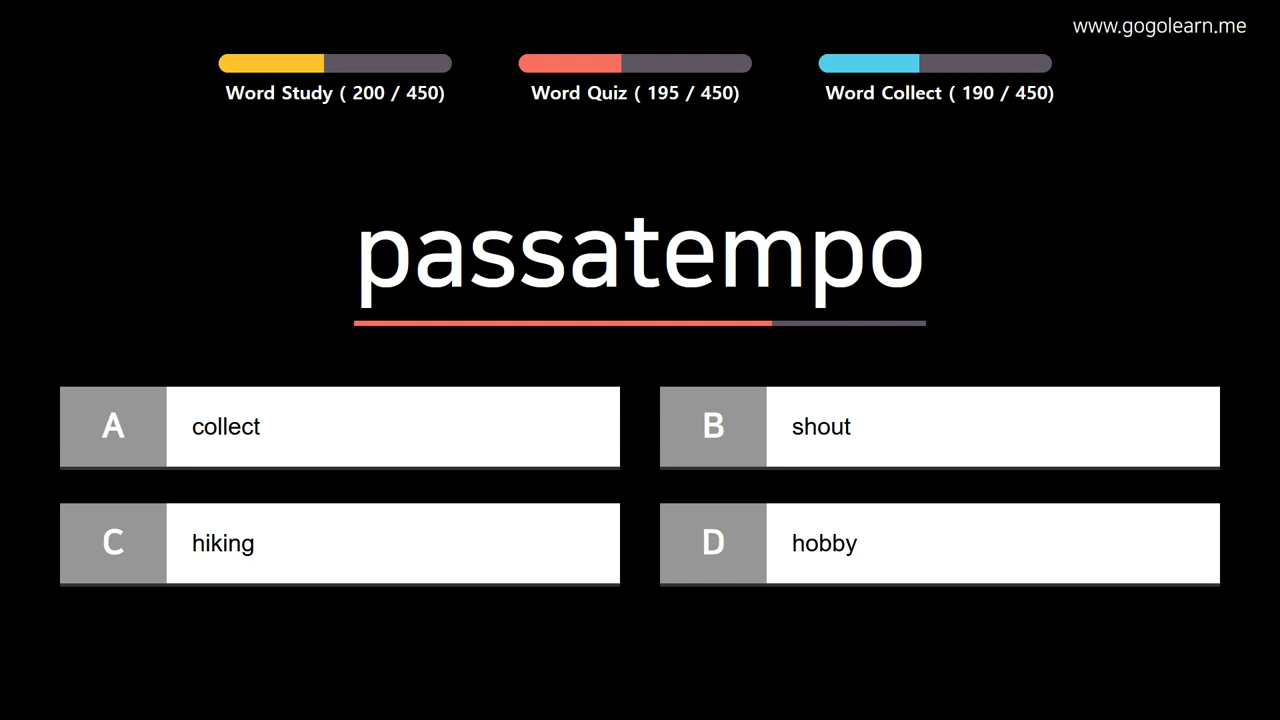 www.gogolearn.me
Word Study ( 200 / 450)
Word Quiz ( 195 / 450)
Word Collect ( 190 / 450)
passatempo
A collect
B shout
C hiking
D hobby